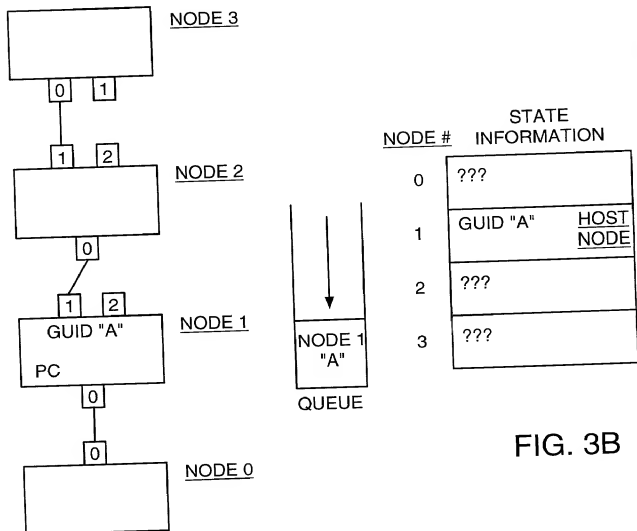 NODE 3
0 1
1 2
NODE 2
0
1 2
GUID "A"
NODE 1
PC
0
0
NODE 0
NODE 1
"A"
QUEUE
NODE #
STATE
INFORMATION
0 ???
1 GUID "A" HOST
NODE
2 ???
3 ???
FIG. 3B